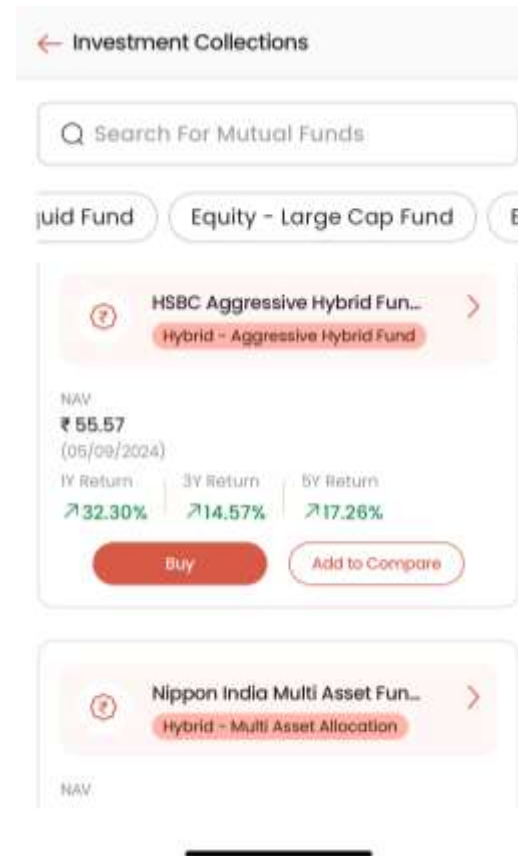 ← Investment Collections
Search For Mutual Funds
uid Fund Equity - Large Cap Fund E
HSBC Aggressive Hybrid Fun...
Hybrid - Aggressive Hybrid Fund
NAV
₹ 55.57
(05/09/2024)
1Y Return 3Y Return 5Y Return
↗32.30% ↗14.57% ↗17.26%
Buy Add to Compare
Nippon India Multi Asset Fun...
Hybrid - Multi Asset Allocation
NAV